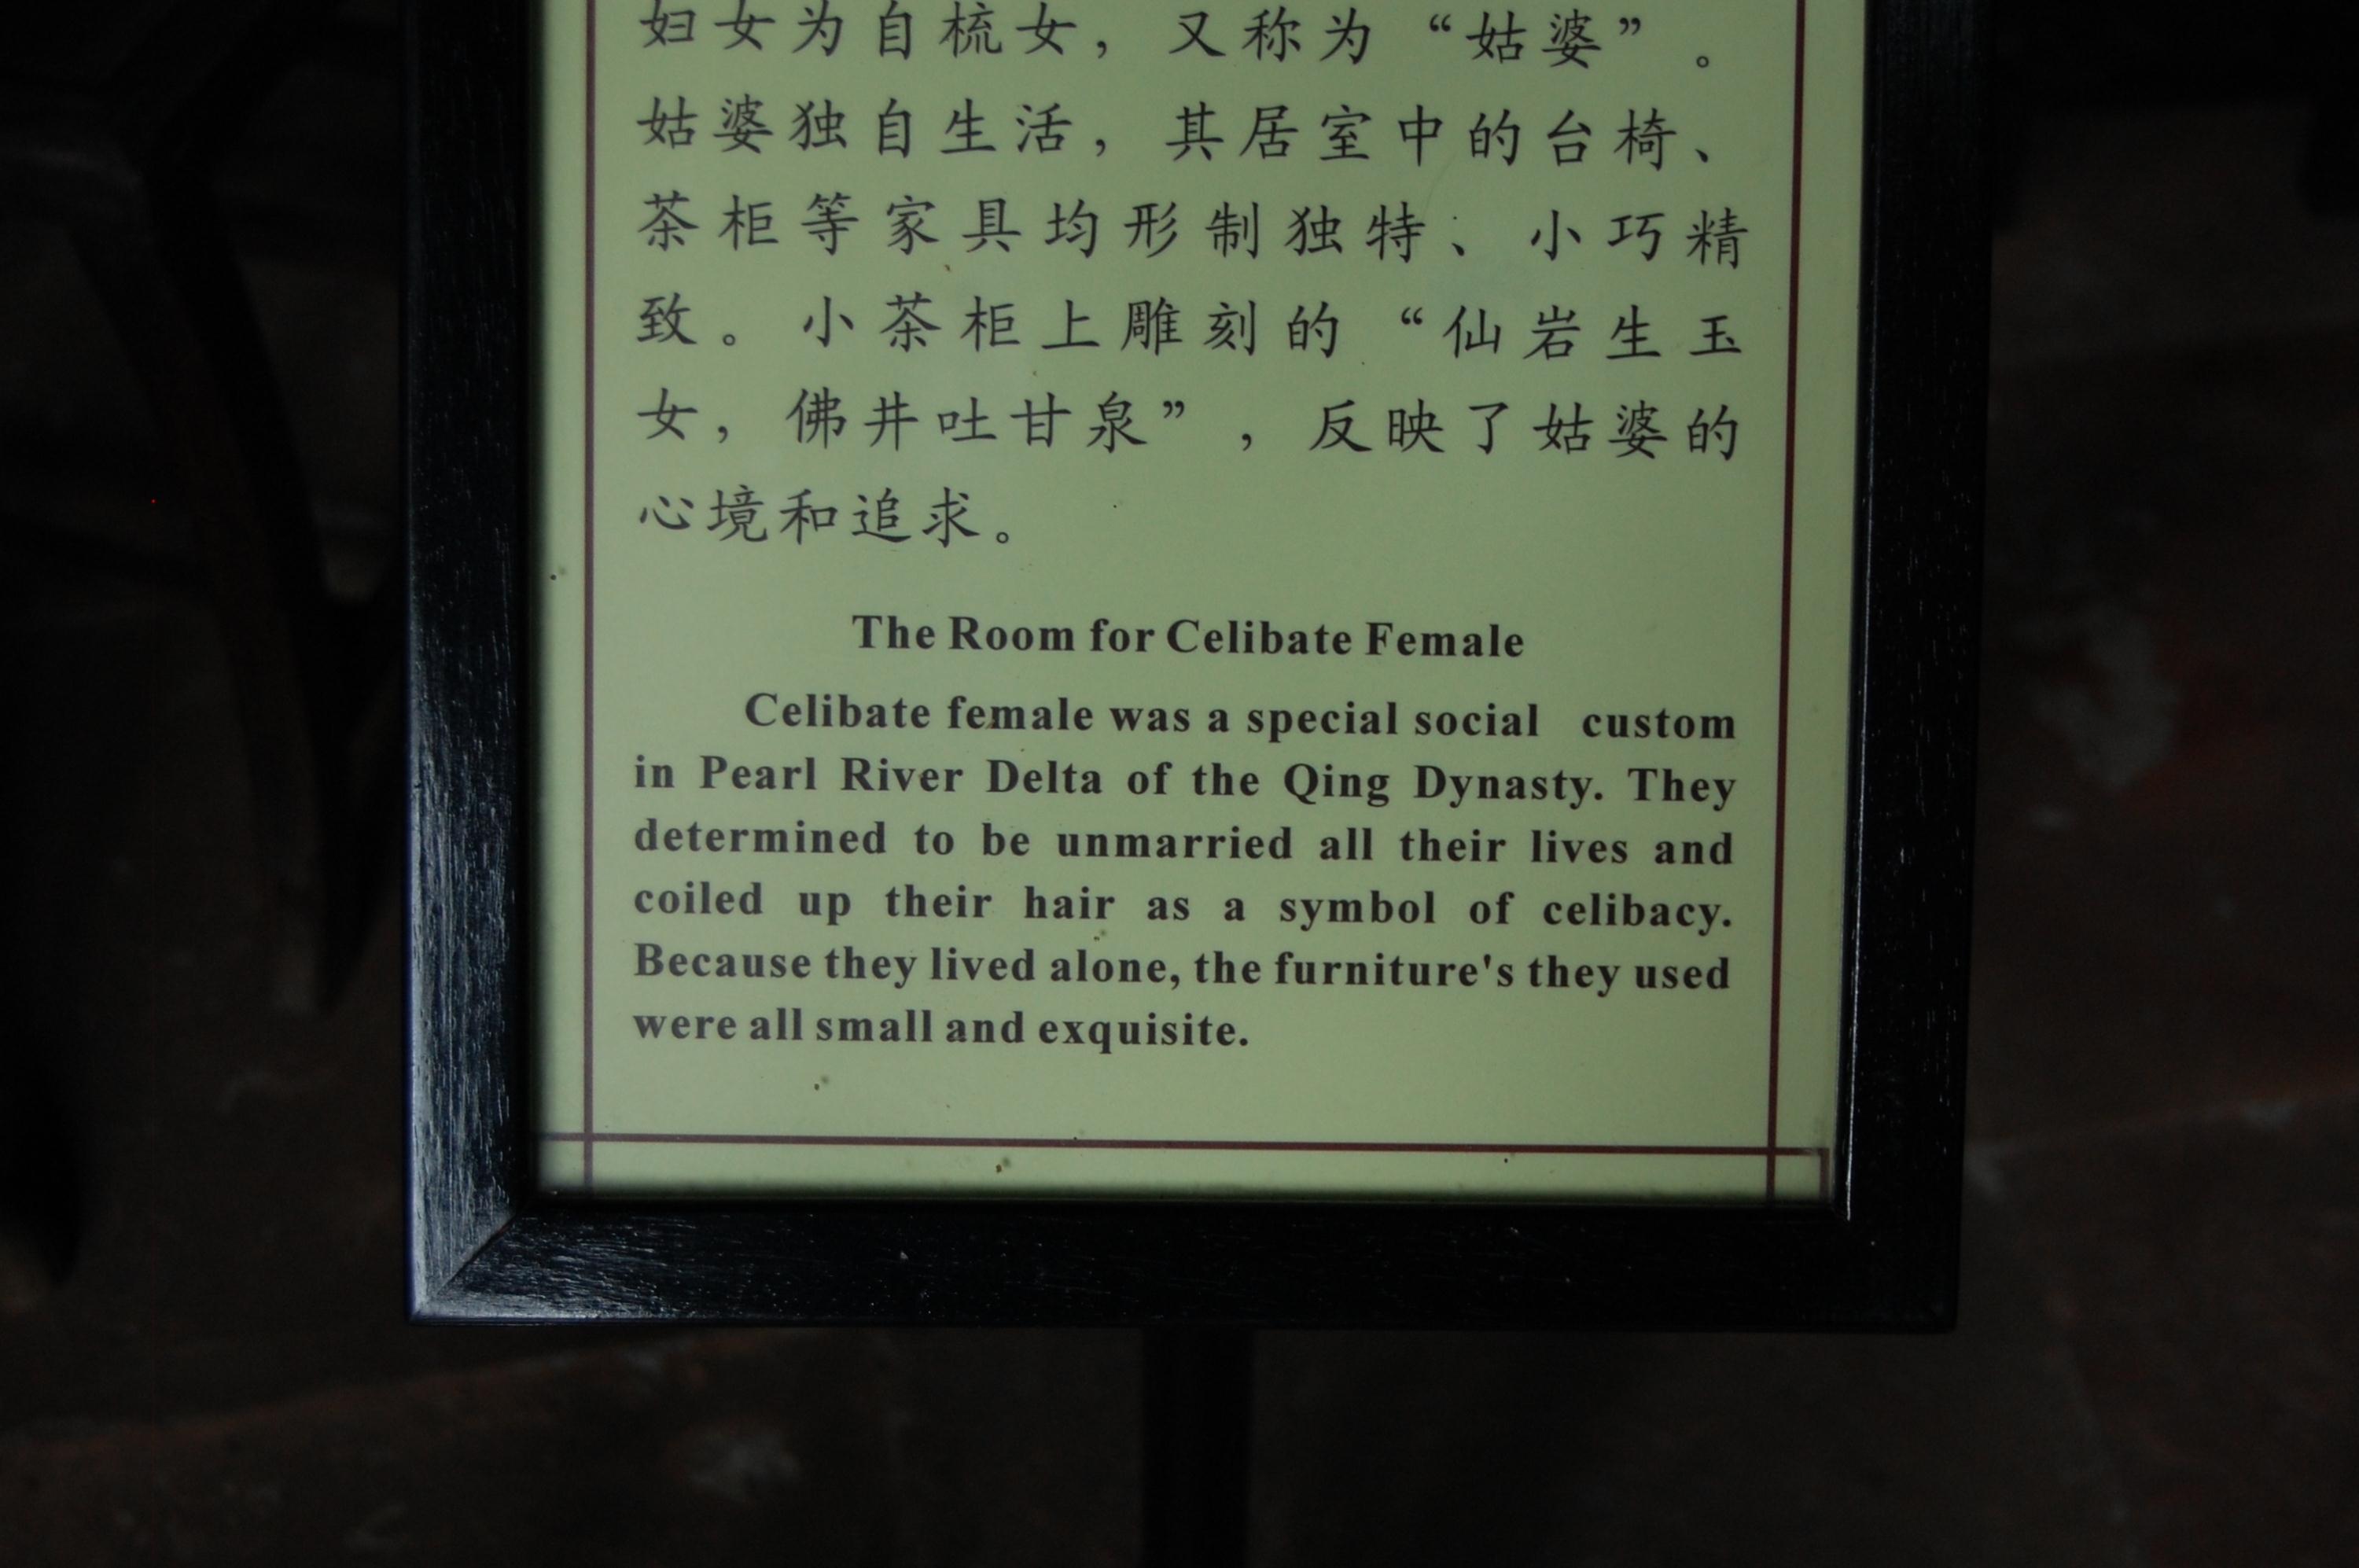 妇女为自梳女，又称为“姑婆”。
姑婆独自生活，其居室中的台椅、
茶柜等家具均形制独特、小巧精
致。小茶柜上雕刻的“仙岩生玉
女，佛井吐甘泉”，反映了姑婆的
心境和追求。
The Room for Celibate Female
Celibate female was a special social custom
in Pearl River Delta of the Qing Dynasty. They
determined to be unmarried all their lives and
coiled up their hair as a symbol of celibacy.
Because they lived alone, the furniture's they used
were all small and exquisite.